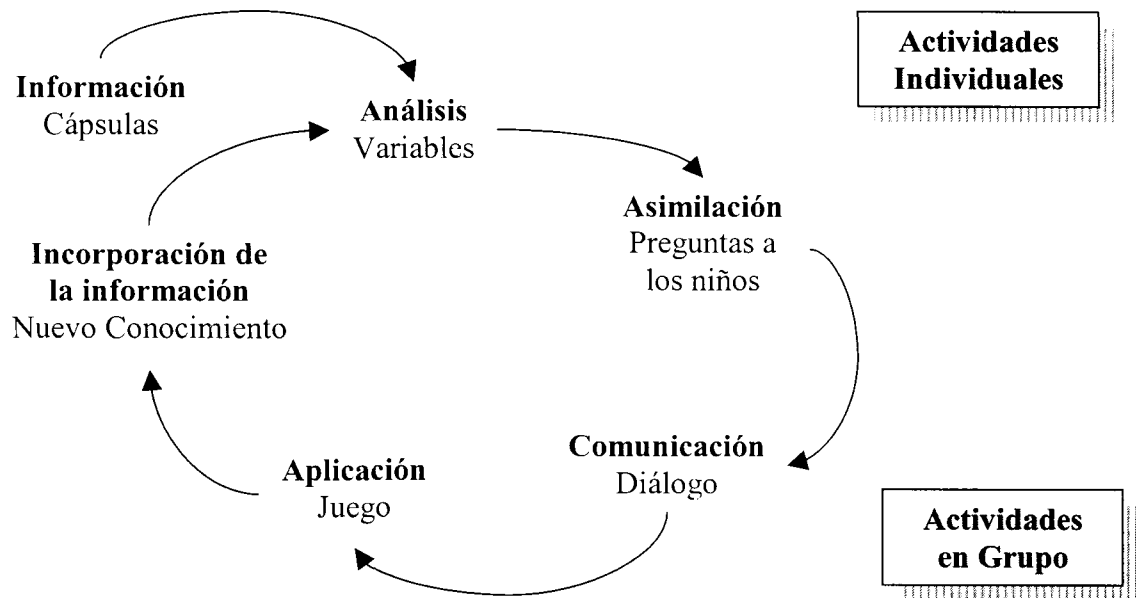 Actividades
Individuales
Información
Cápsulas
Análisis
Variables
Asimilación
Preguntas a
los niños
Incorporación de
la información
Nuevo Conocimiento
Comunicación
Diálogo
Aplicación
Juego
Actividades
en Grupo